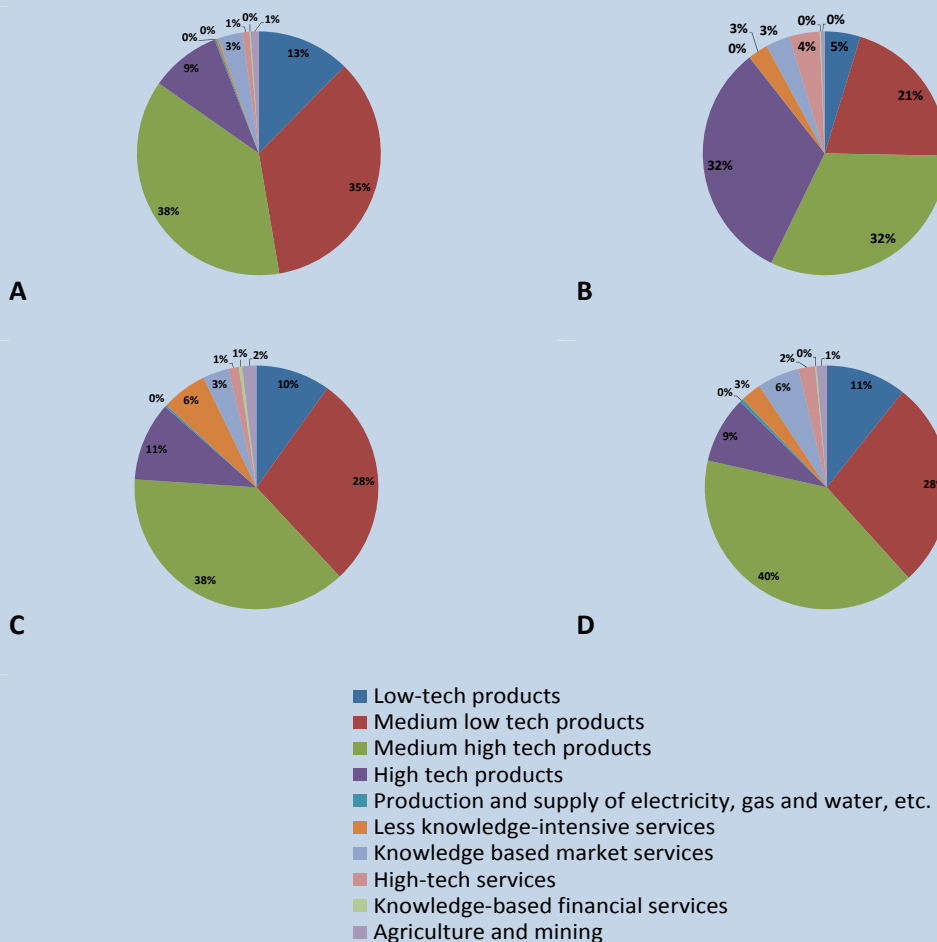 0% 1% 0% 1%
0% 3% 13%
9%
35%
38%
A
0% 0%
3% 3%
0% 4% 5%
21%
32%
32%
B
1% 1% 2%
0% 6% 3% 10%
11%
28%
38%
C
2% 0% 1%
0% 3% 6% 11%
9%
28%
40%
D
Low-tech products
Medium low tech products
Medium high tech products
High tech products
Production and supply of electricity, gas and water, etc.
Less knowledge-intensive services
Knowledge based market services
High-tech services
Knowledge-based financial services
Agriculture and mining